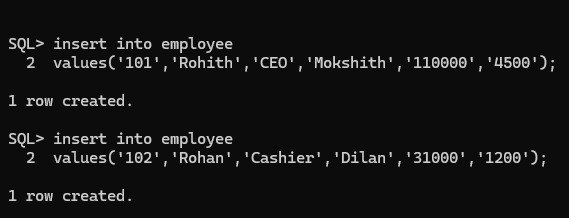 SQL> insert into employee
  2  values('101','Rohith','CEO','Mokshith','110000','4500');
1 row created.
SQL> insert into employee
  2  values('102','Rohan','Cashier','Dilan','31000','1200');
1 row created.